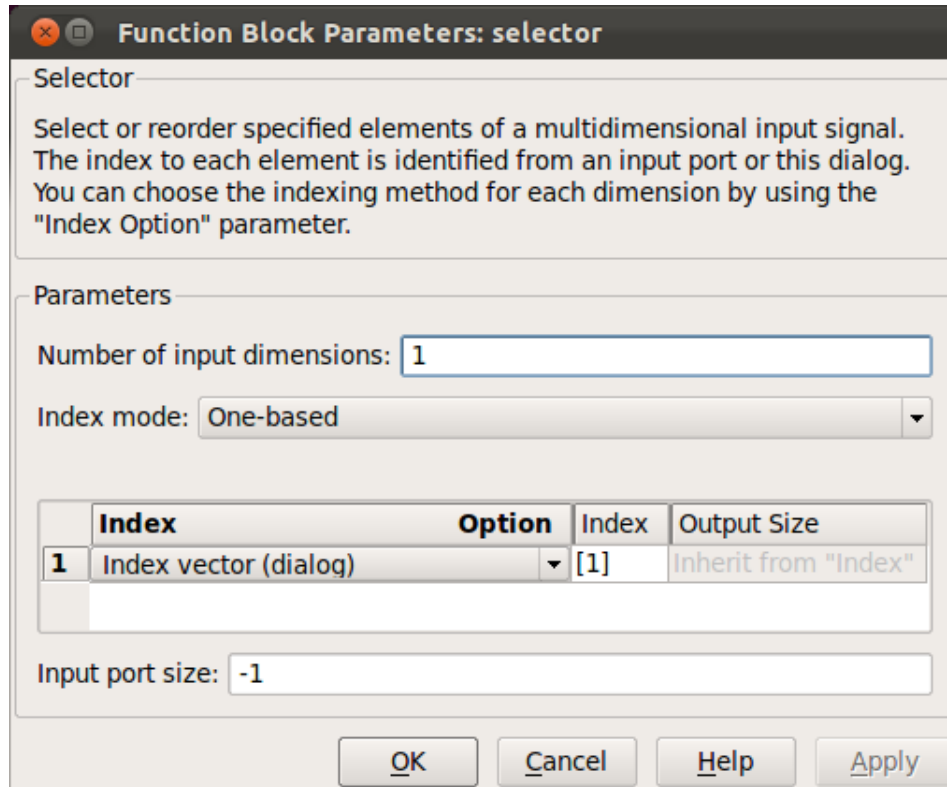 Function Block Parameters: selector
Selector
Select or reorder specified elements of a multidimensional input signal.
The index to each element is identified from an input port or this dialog.
You can choose the indexing method for each dimension by using the
"Index Option" parameter.
Parameters
Number of input dimensions: 1
Index mode: One-based
Index Option Index Output Size
1 Index vector (dialog) [1] Inherit from "Index"
Input port size: -1
OK Cancel Help Apply